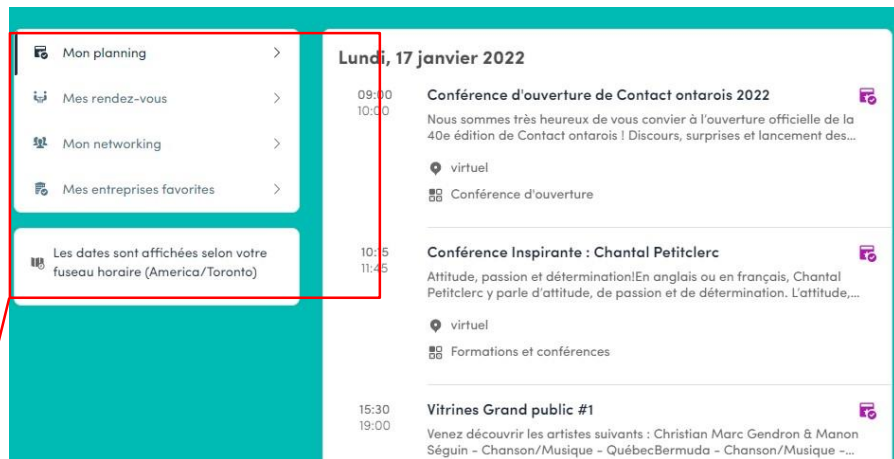 Mon planning
Mes rendez-vous
Mon networking
Mes entreprises favorites
Les dates sont affichées selon votre
fuseau horaire (America/Toronto)
Lundi, 17 janvier 2022
09:00
10:00
Conférence d'ouverture de Contact ontarois 2022
Nous sommes très heureux de vous convier à l'ouverture officielle de la
40e édition de Contact ontarois ! Discours, surprises et lancement des...
virtuel
Conférence d'ouverture
10:15
11:45
Conférence Inspirante : Chantal Petitclerc
Attitude, passion et détermination!En anglais ou en français, Chantal
Petitclerc y parle d'attitude, de passion et de détermination. L'attitude,...
virtuel
Formations et conférences
15:30
19:00
Vitrines Grand public #1
Venez découvrir les artistes suivants : Christian Marc Gendron & Manon
Séguin - Chanson/Musique - QuébecBermuda - Chanson/Musique -...